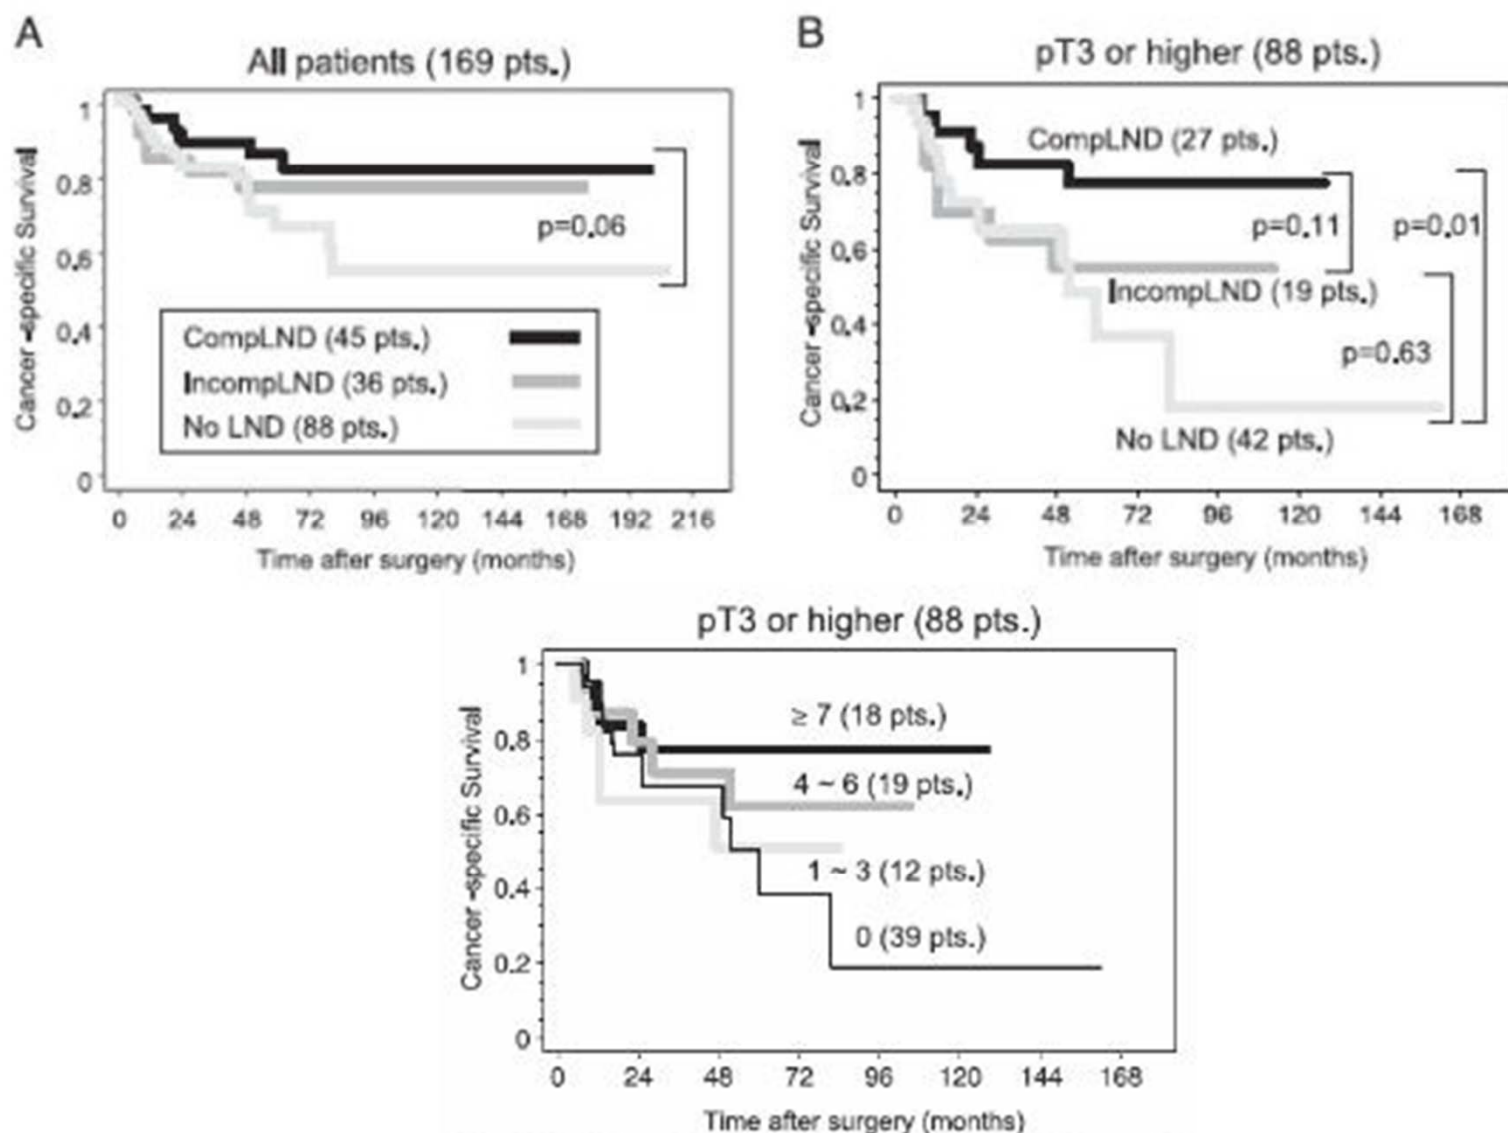 A
All patients (169 pts.)
Cancer-specific Survival
1
0.8
0.6
0.4
0.2
0
p=0.06
CompLND (45 pts.)
IncompLND (36 pts.)
No LND (88 pts.)
0 24 48 72 96 120 144 168 192 216
Time after surgery (months)
B
pT3 or higher (88 pts.)
Cancer-specific Survival
1
0.8
0.6
0.4
0.2
0
CompLND (27 pts.)
p=0.11
p=0.01
IncompLND (19 pts.)
p=0.63
No LND (42 pts.)
0 24 48 72 96 120 144 168
Time after surgery (months)
pT3 or higher (88 pts.)
Cancer-specific Survival
1
0.8
0.6
0.4
0.2
0
≥ 7 (18 pts.)
4 ~ 6 (19 pts.)
1 ~ 3 (12 pts.)
0 (39 pts.)
0 24 48 72 96 120 144 168
Time after surgery (months)